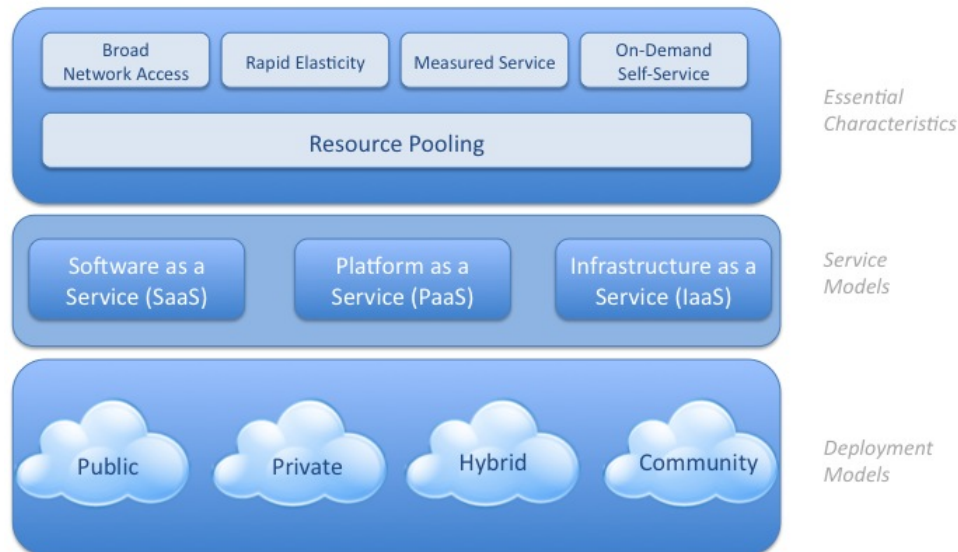 Broad
Network Access
Rapid Elasticity
Measured Service
On-Demand
Self-Service
Resource Pooling
Essential
Characteristics
Software as a
Service (SaaS)
Platform as a
Service (PaaS)
Infrastructure as a
Service (IaaS)
Service
Models
Public
Private
Hybrid
Community
Deployment
Models